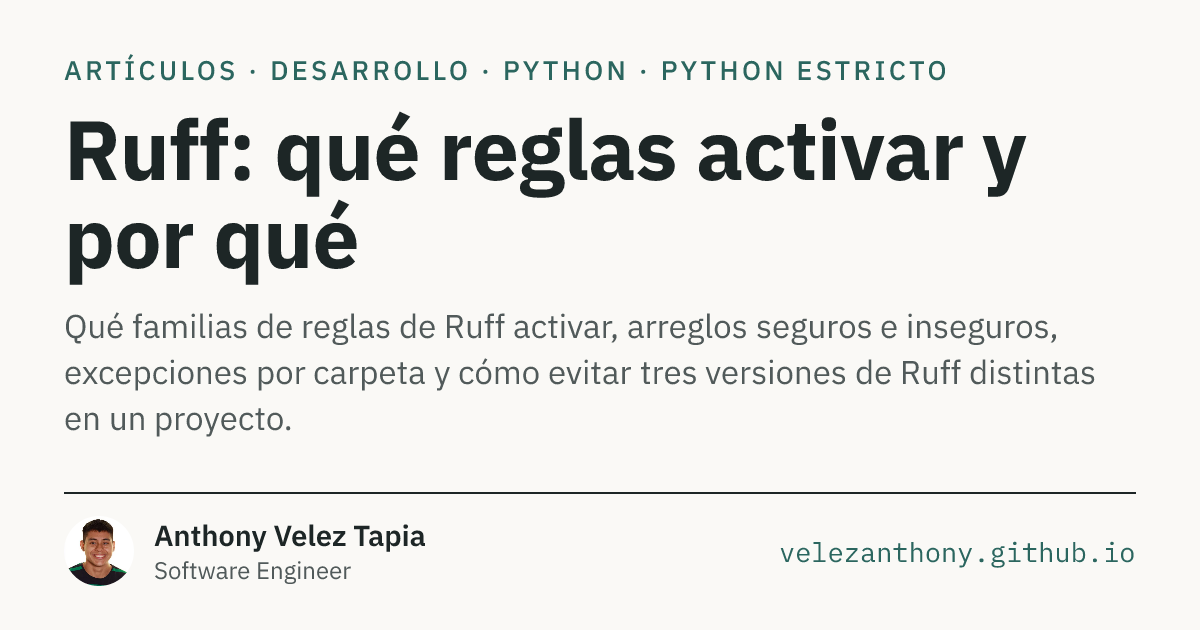 ARTÍCULOS · DESARROLLO · PYTHON · PYTHON ESTRICTO
Ruff: qué reglas activar y
por qué
Qué familias de reglas de Ruff activar, arreglos seguros e inseguros,
excepciones por carpeta y cómo evitar tres versiones de Ruff distintas
en un proyecto.
Anthony Velez Tapia
Software Engineer
velezanthony.github.io